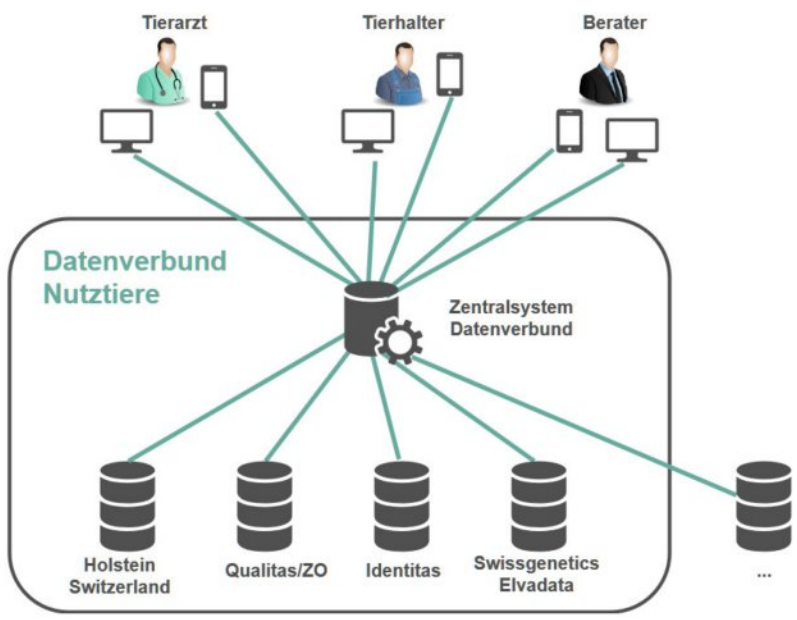 Tierarzt
Tierhalter
Berater
Datenverbund
Nutztiere
Zentralsystem
Datenverbund
Holstein
Switzerland
Qualitas/ZO
Identitas
Swissgenetics
Elvadata
...